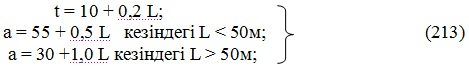 t = 10 + 0,2 L;
a = 55 + 0,5 L кезіндегі L < 50м; (213)
a = 30 +1,0 L кезіндегі L > 50м;